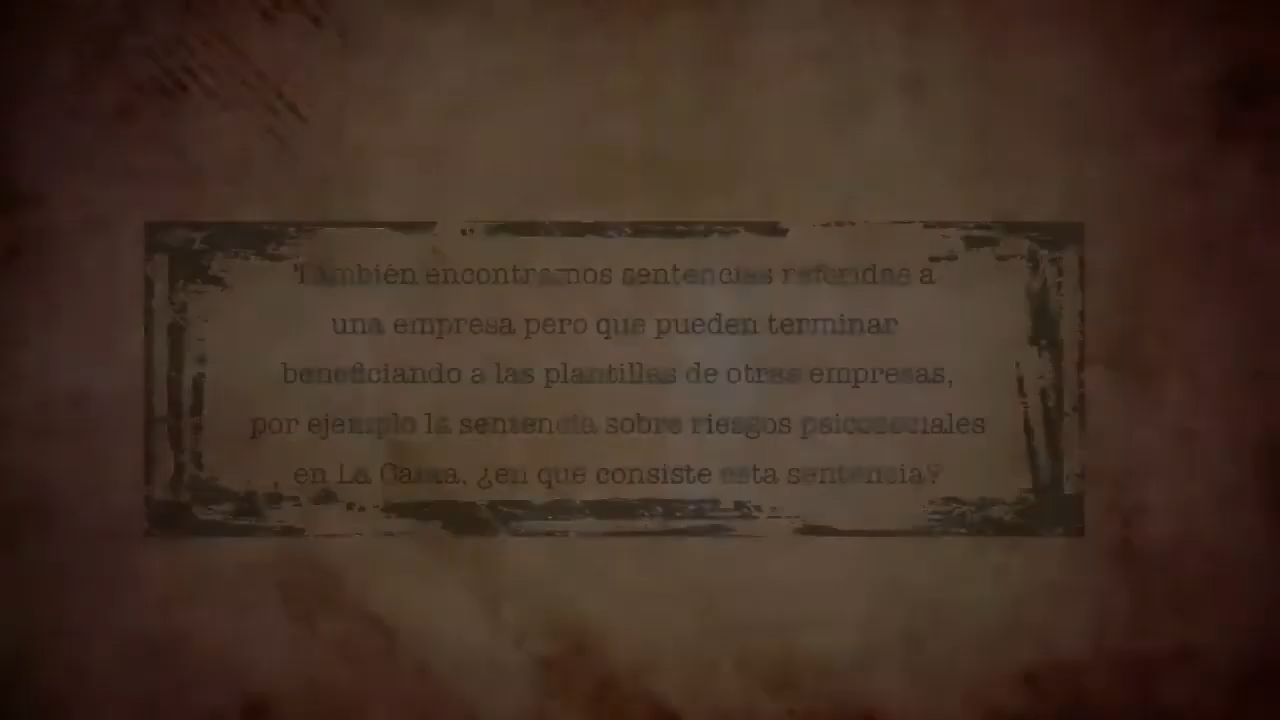 También encontramos sentencias referidas a
una empresa pero que pueden terminar
beneficiando a las plantillas de otras empresas,
por ejemplo la sentencia sobre riesgos psicosociales
en La Caixa, ¿en que consiste esta sentencia?